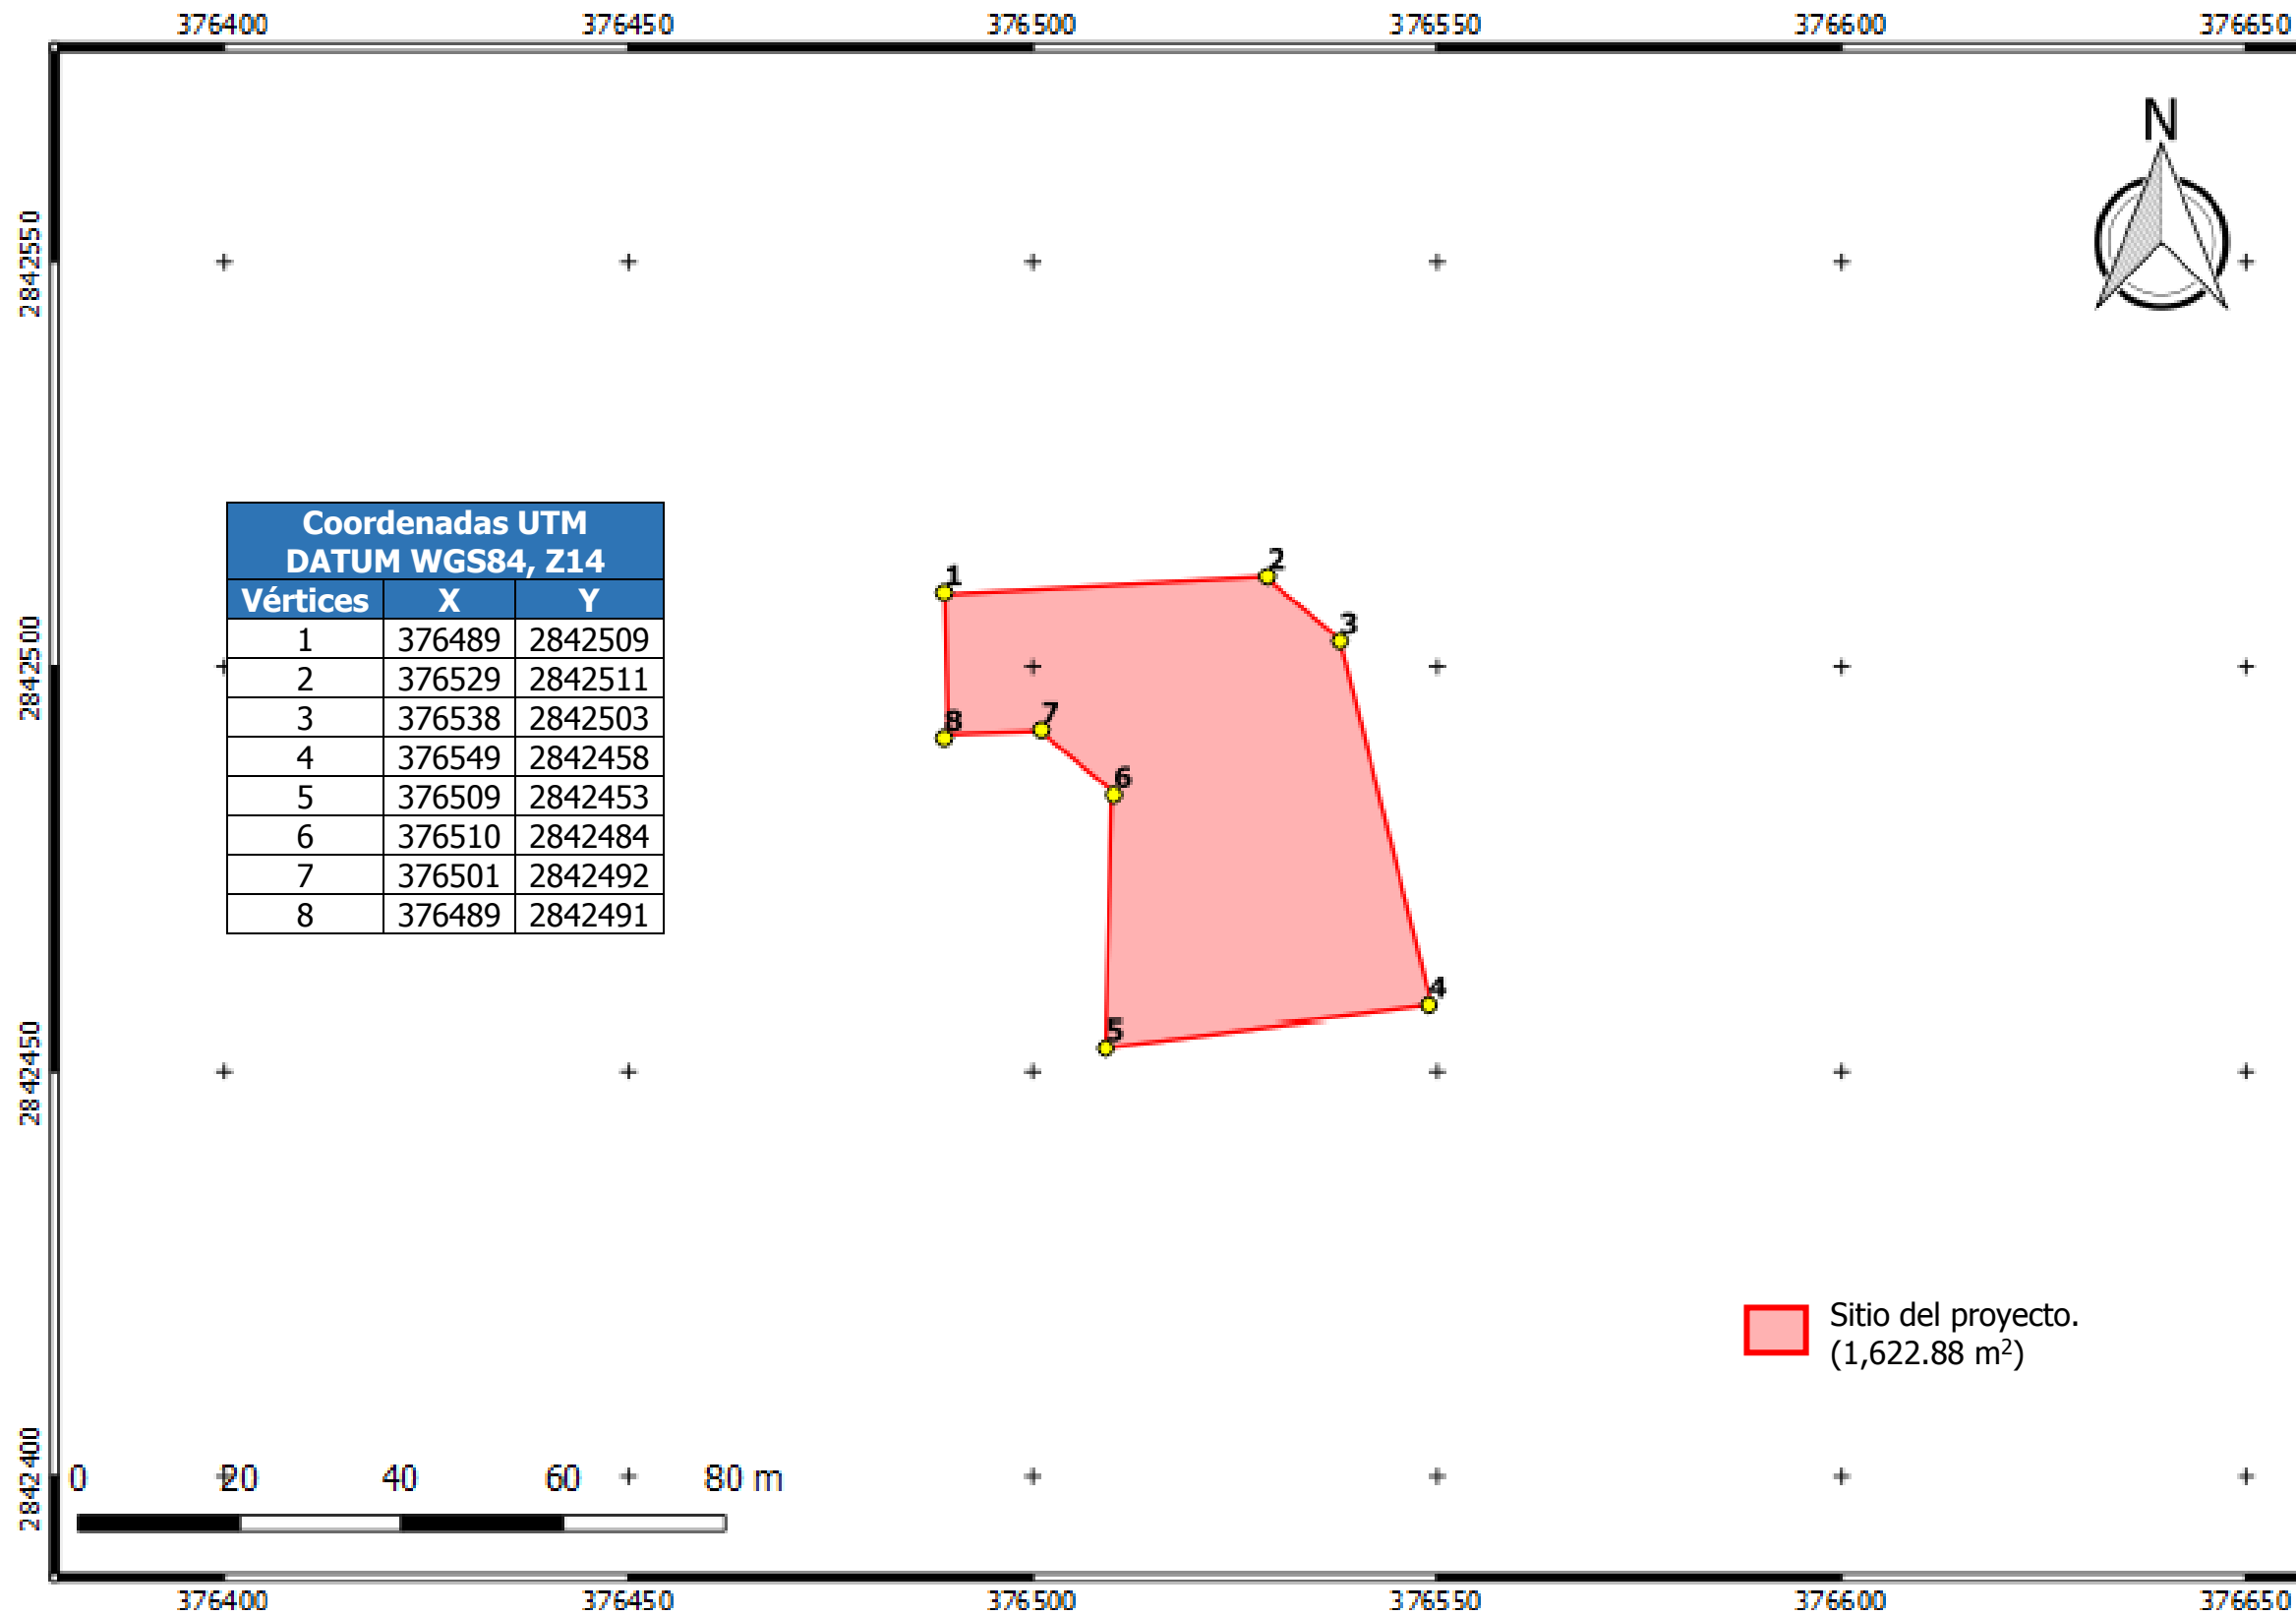 376400 376450 376500 376550 376600 376650
N
2842550
2842500
2842450
2842400
Coordenadas UTM
DATUM WGS84, Z14
Vértices X Y
1 376489 2842509
2 376529 2842511
3 376538 2842503
4 376549 2842458
5 376509 2842453
6 376510 2842484
7 376501 2842492
8 376489 2842491
1
2
3
8
7
6
4
5
Sitio del proyecto.
(1,622.88 m²)
0 20 40 60 80 m
376400 376450 376500 376550 376600 376650